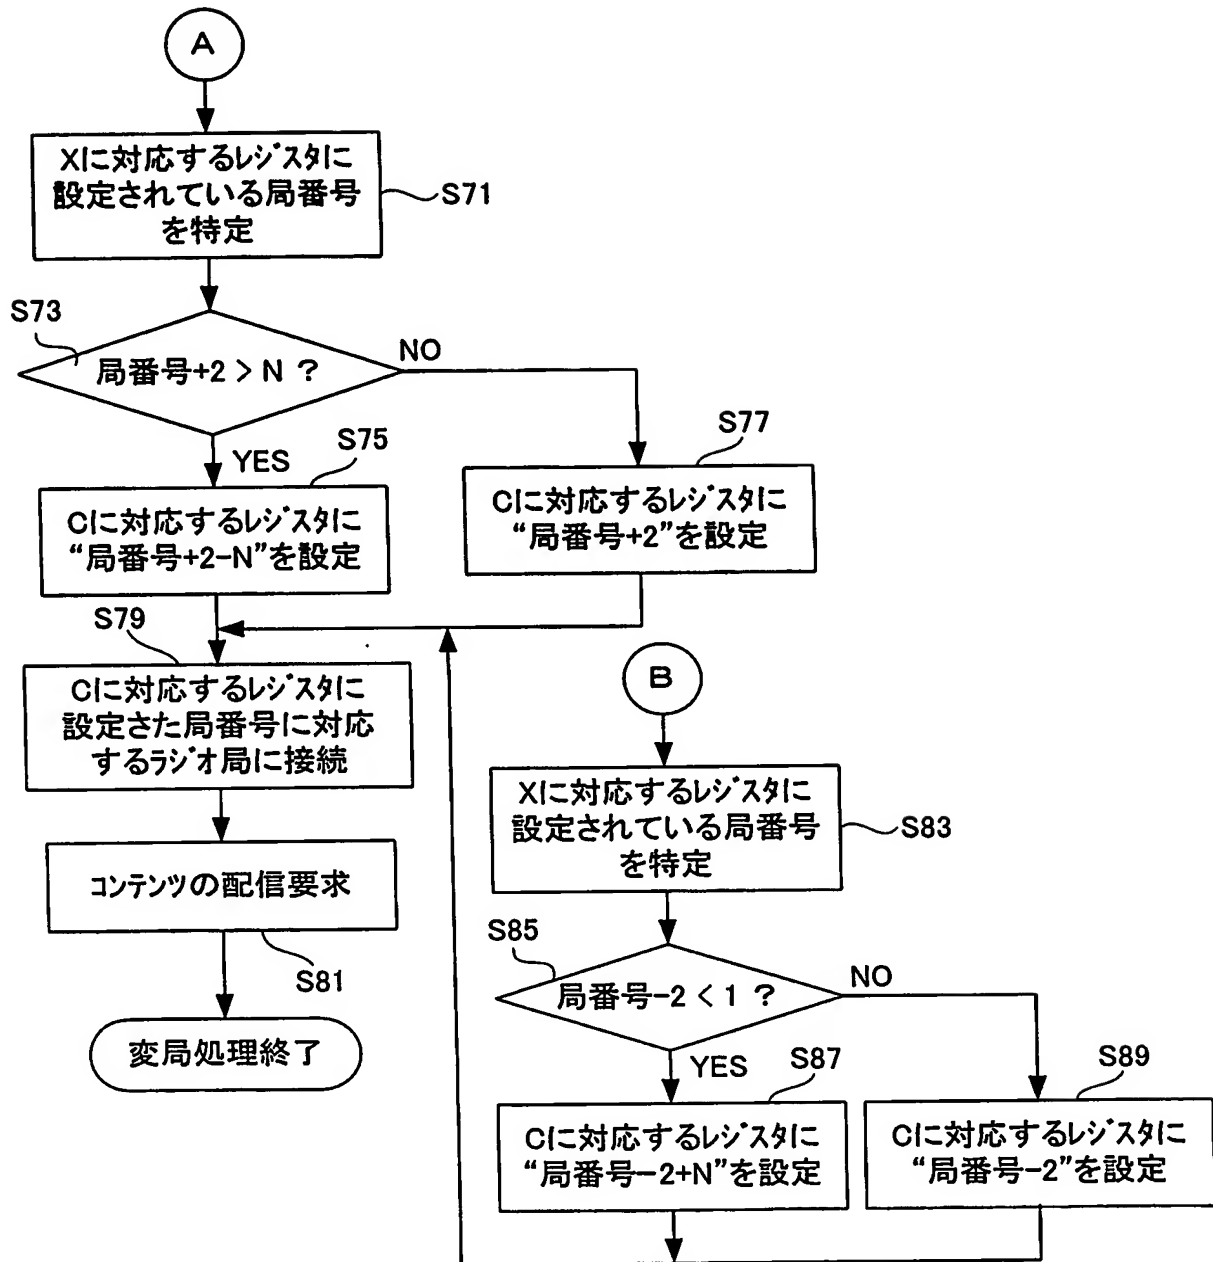 A
Xに対応するレジスタに
設定されている局番号
を特定
S71
S73
局番号+2 > N ?
NO
YES
S75
S77
Cに対応するレジスタに
“局番号+2−N”を設定
Cに対応するレジスタに
“局番号+2”を設定
S79
Cに対応するレジスタに
設定さた局番号に対応
するラジオ局に接続
コンテンツの配信要求
S81
変局処理終了
B
Xに対応するレジスタに
設定されている局番号
を特定
S83
S85
局番号−2 < 1 ?
NO
YES
S87
S89
Cに対応するレジスタに
“局番号−2+N”を設定
Cに対応するレジスタに
“局番号−2”を設定